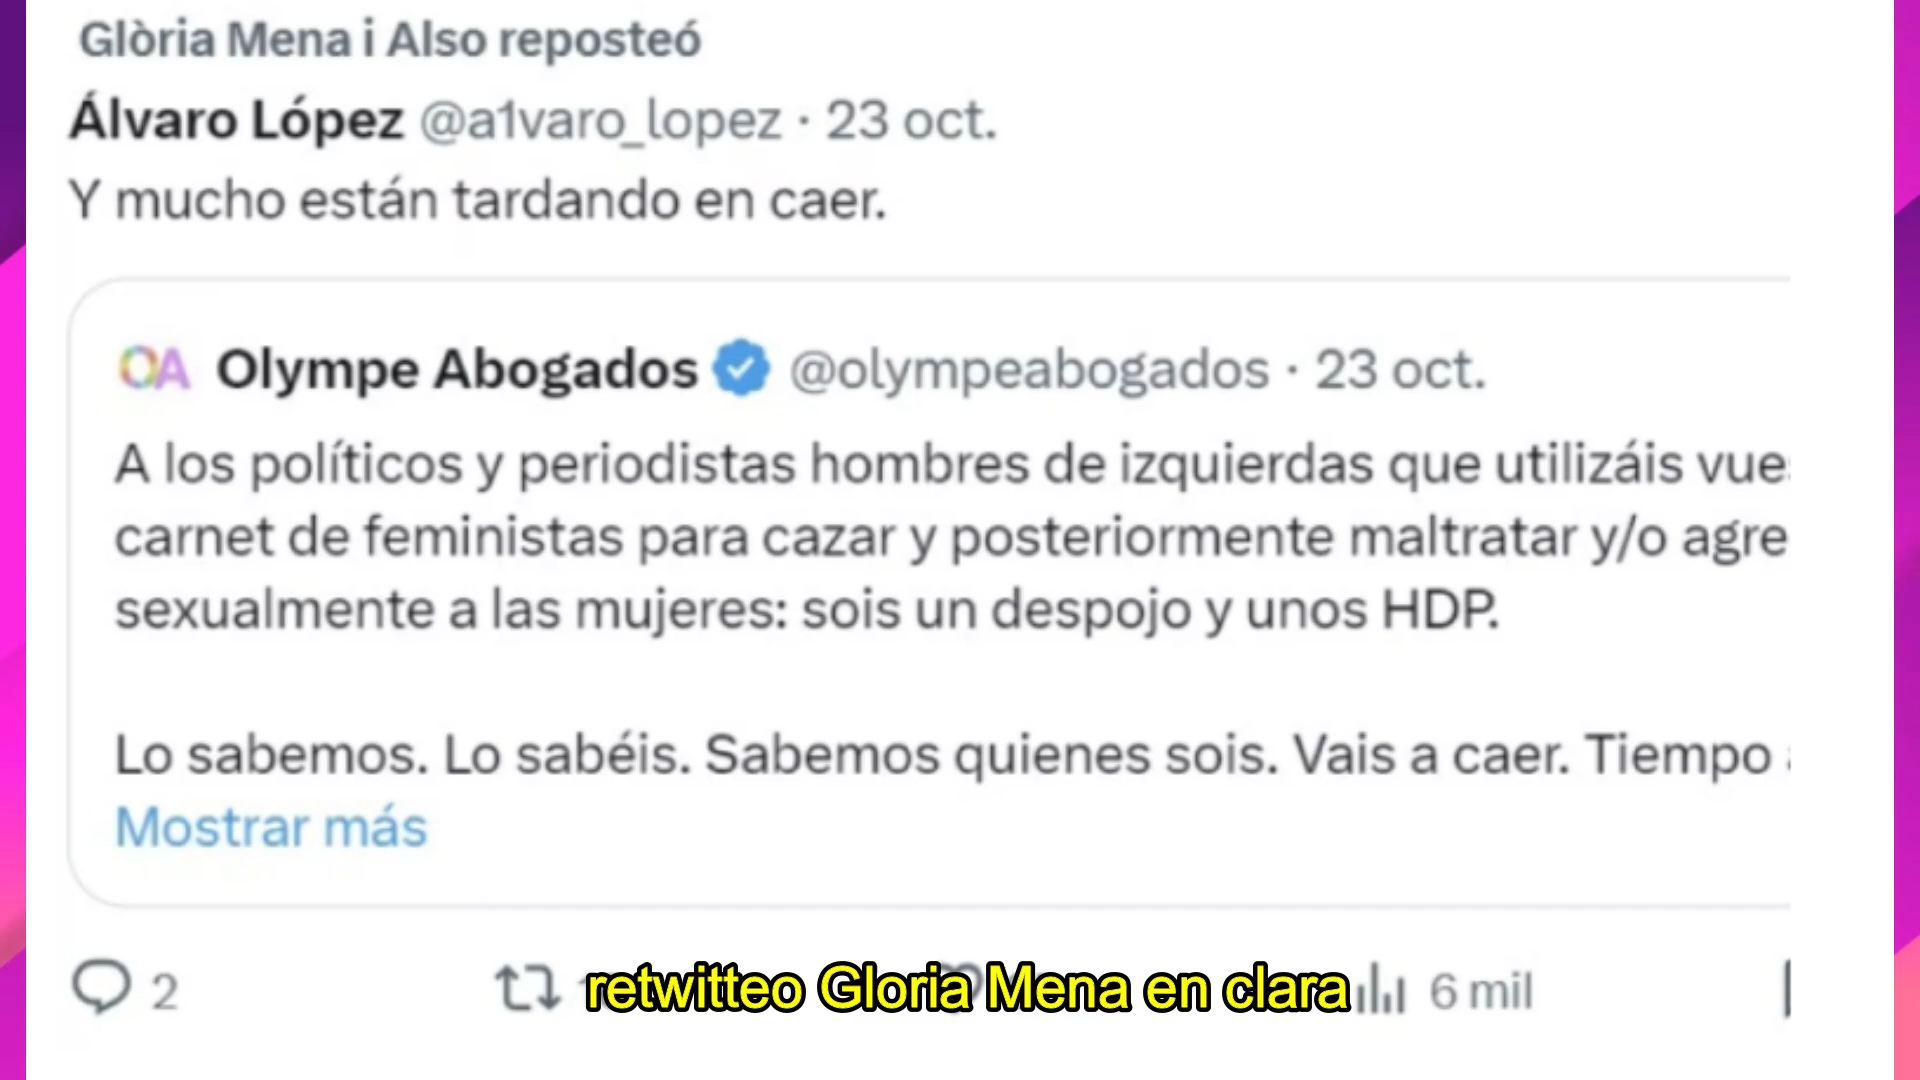 Glòria Mena i Also reposteó
Álvaro López @a1varo_lopez · 23 oct.
Y mucho están tardando en caer.
OA Olympe Abogados @olympeabogados · 23 oct.
A los políticos y periodistas hombres de izquierdas que utilizáis
carnet de feministas para cazar y posteriormente maltratar y/o
sexualmente a las mujeres: sois un despojo y unos HDP.
Lo sabemos. Lo sabéis. Sabemos quienes sois. Vais a caer. Tiempo
Mostrar más
2 6 mil
retwitteo Gloria Mena en clara